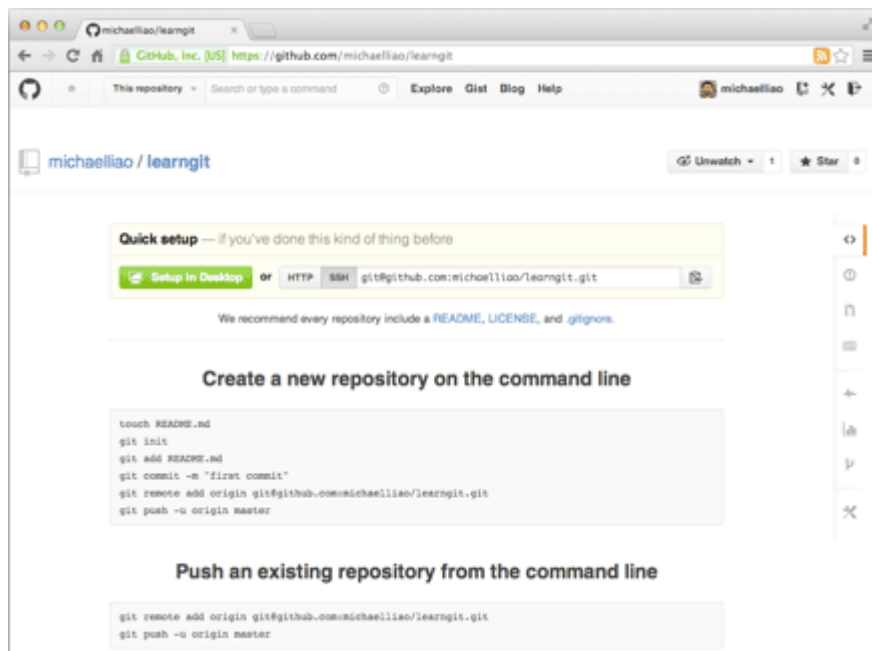 michaelliao/learngit
GitHub, Inc. [US] https://github.com/michaelliao/learngit
This repository Search or type a command Explore Gist Blog Help michaelliao
michaelliao / learngit Unwatch 1 Star 0
Quick setup — if you've done this kind of thing before
Setup in Desktop or HTTP SSH git@github.com:michaelliao/learngit.git
We recommend every repository include a README, LICENSE, and .gitignore.
Create a new repository on the command line
touch README.md
git init
git add README.md
git commit -m "first commit"
git remote add origin git@github.com:michaelliao/learngit.git
git push -u origin master
Push an existing repository from the command line
git remote add origin git@github.com:michaelliao/learngit.git
git push -u origin master